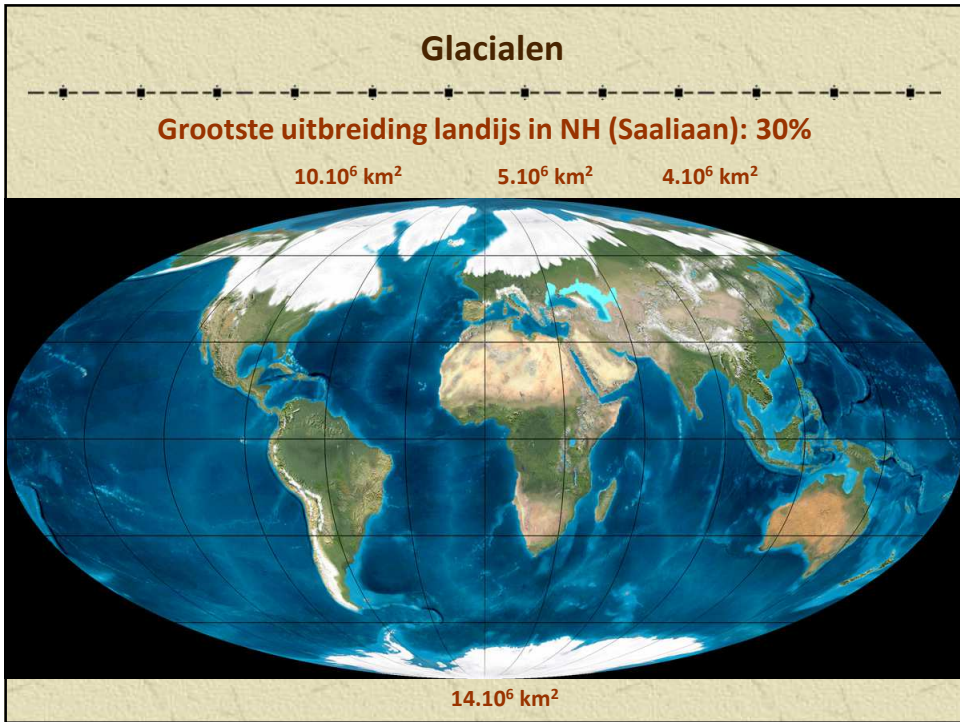 Glacialen
Grootste uitbreiding landijs in NH (Saaliaan): 30%
10.10⁶ km² 5.10⁶ km² 4.10⁶ km²
14.10⁶ km²